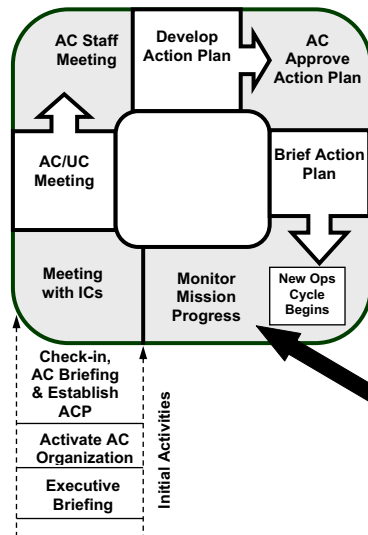 AC Staff
Meeting
Develop
Action Plan
AC
Approve
Action Plan
AC/UC
Meeting
Brief Action
Plan
Meeting
with ICs
Monitor
Mission
Progress
New Ops
Cycle
Begins
Check-in,
AC Briefing
& Establish
ACP
Activate AC
Organization
Executive
Briefing
Initial Activities